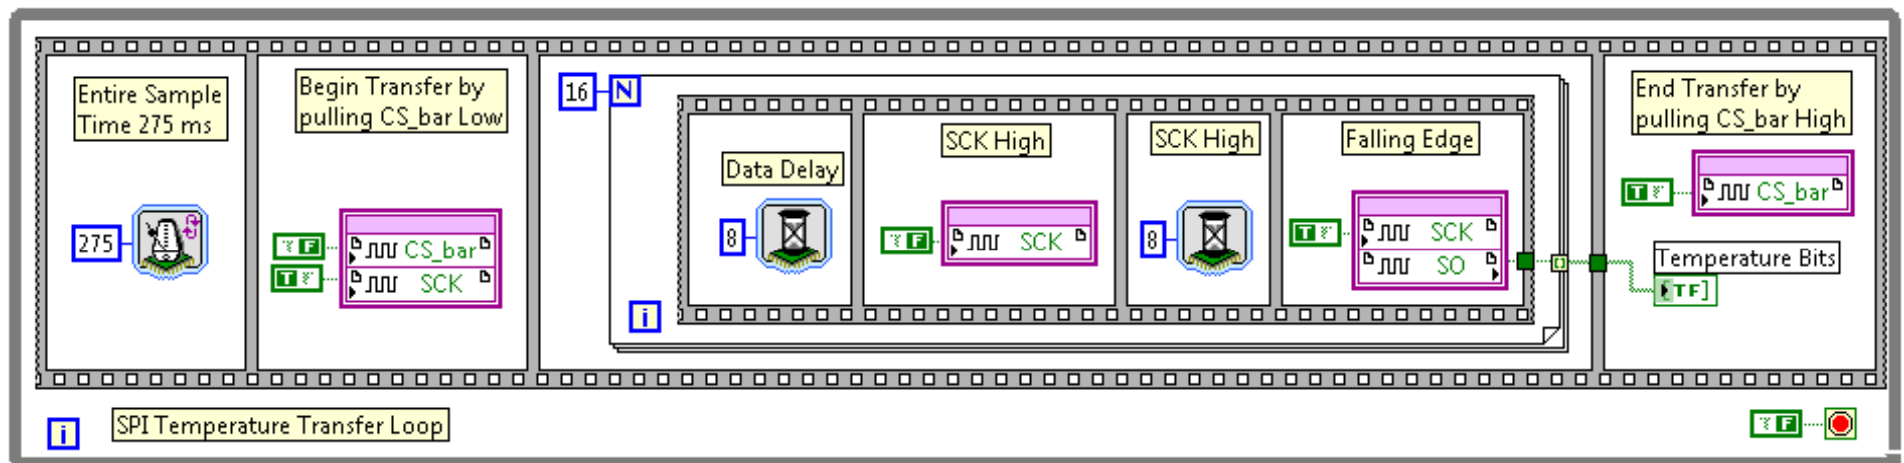 Entire Sample
Time 275 ms
275
Begin Transfer by
pulling CS_bar Low
F
CS_bar
T
SCK
16
N
Data Delay
8
SCK High
F
SCK
SCK High
8
Falling Edge
T
SCK
SO
i
End Transfer by
pulling CS_bar High
T
CS_bar
Temperature Bits
TF
i
SPI Temperature Transfer Loop
F